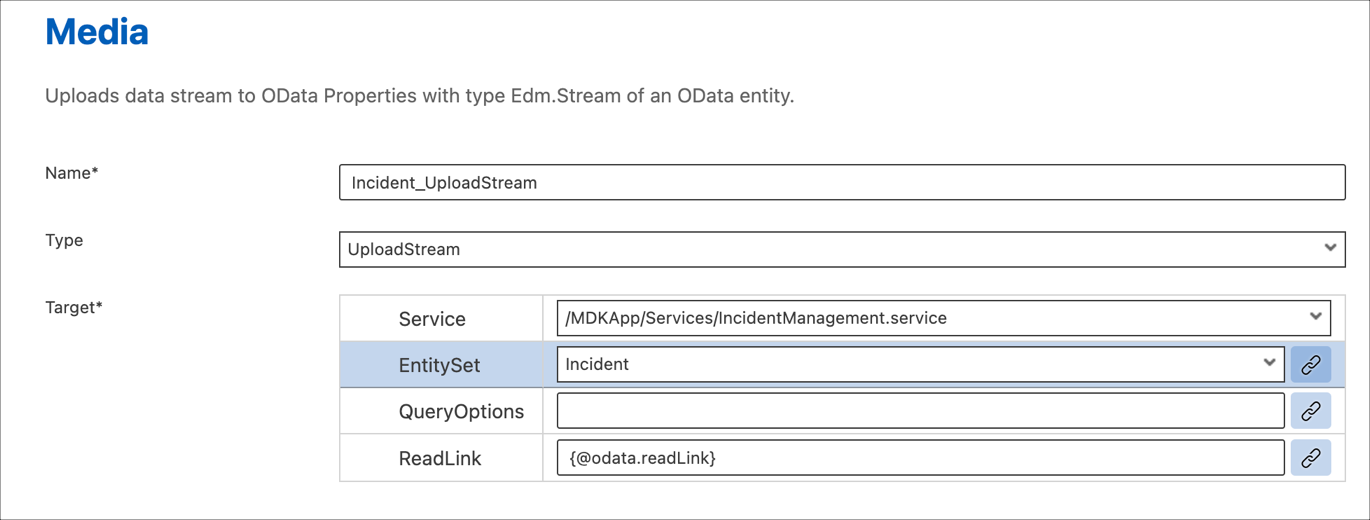 Media
Uploads data stream to OData Properties with type Edm.Stream of an OData entity.
Name*
Incident_UploadStream
Type
UploadStream
Target*
Service
/MDKApp/Services/IncidentManagement.service
EntitySet
Incident
QueryOptions
ReadLink
{@odata.readLink}